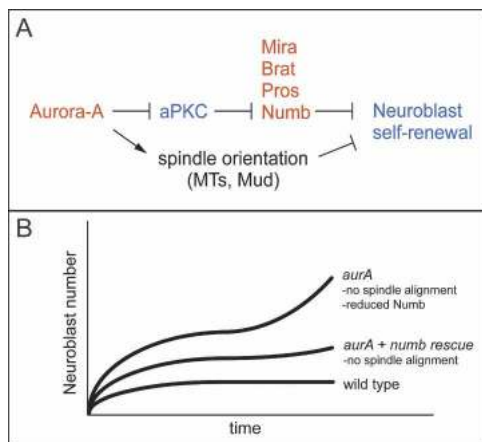 A
Mira
Brat
Pros
Aurora-A aPKC Numb Neuroblast
self-renewal
spindle orientation
(MTs, Mud)
B
Neuroblast number
aurA
-no spindle alignment
-reduced Numb
aurA + numb rescue
-no spindle alignment
wild type
time